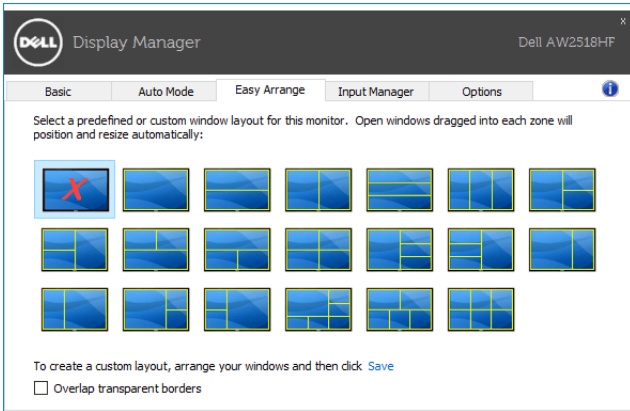 x
DELL Display Manager Dell AW2518HF
Basic Auto Mode Easy Arrange Input Manager Options i
Select a predefined or custom window layout for this monitor. Open windows dragged into each zone will
position and resize automatically:
X
To create a custom layout, arrange your windows and then click Save
Overlap transparent borders